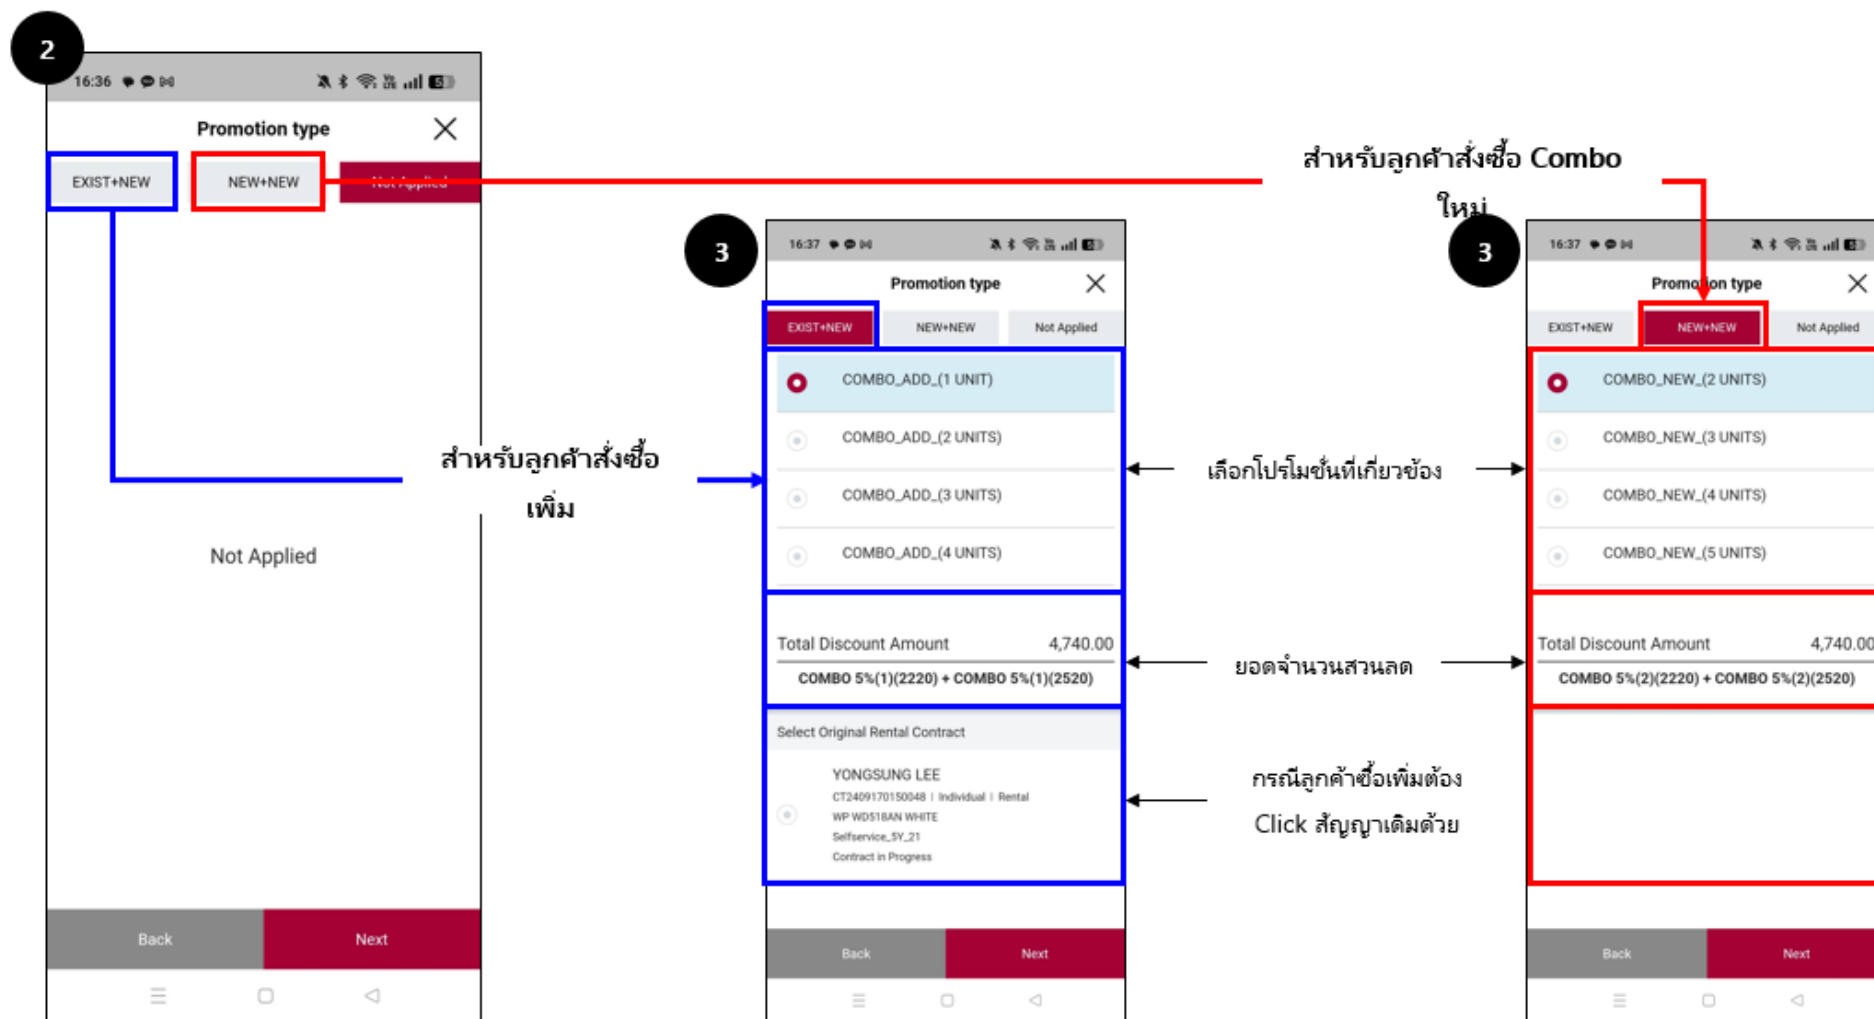 2
16:36
Promotion type
EXIST+NEW
NEW+NEW
Not Applied
Not Applied
Back
Next
สำหรับลูกค้าสั่งซื้อ
เพิ่ม
สำหรับลูกค้าสั่งซื้อ Combo
ใหม่
3
16:37
Promotion type
EXIST+NEW
NEW+NEW
Not Applied
COMBO_ADD_(1 UNIT)
COMBO_ADD_(2 UNITS)
COMBO_ADD_(3 UNITS)
COMBO_ADD_(4 UNITS)
Total Discount Amount 4,740.00
COMBO 5%(1)(2220) + COMBO 5%(1)(2520)
Select Original Rental Contract
YONGSUNG LEE
CT2409170150048 | Individual | Rental
WP WD518AN WHITE
Selfservice_5Y_21
Contract in Progress
Back
Next
เลือกโปรโมชั่นที่เกี่ยวข้อง
ยอดจำนวนสวนลด
กรณีลูกค้าซื้อเพิ่มต้อง
Click สัญญาเดิมด้วย
3
16:37
Promotion type
EXIST+NEW
NEW+NEW
Not Applied
COMBO_NEW_(2 UNITS)
COMBO_NEW_(3 UNITS)
COMBO_NEW_(4 UNITS)
COMBO_NEW_(5 UNITS)
Total Discount Amount 4,740.00
COMBO 5%(2)(2220) + COMBO 5%(2)(2520)
Back
Next